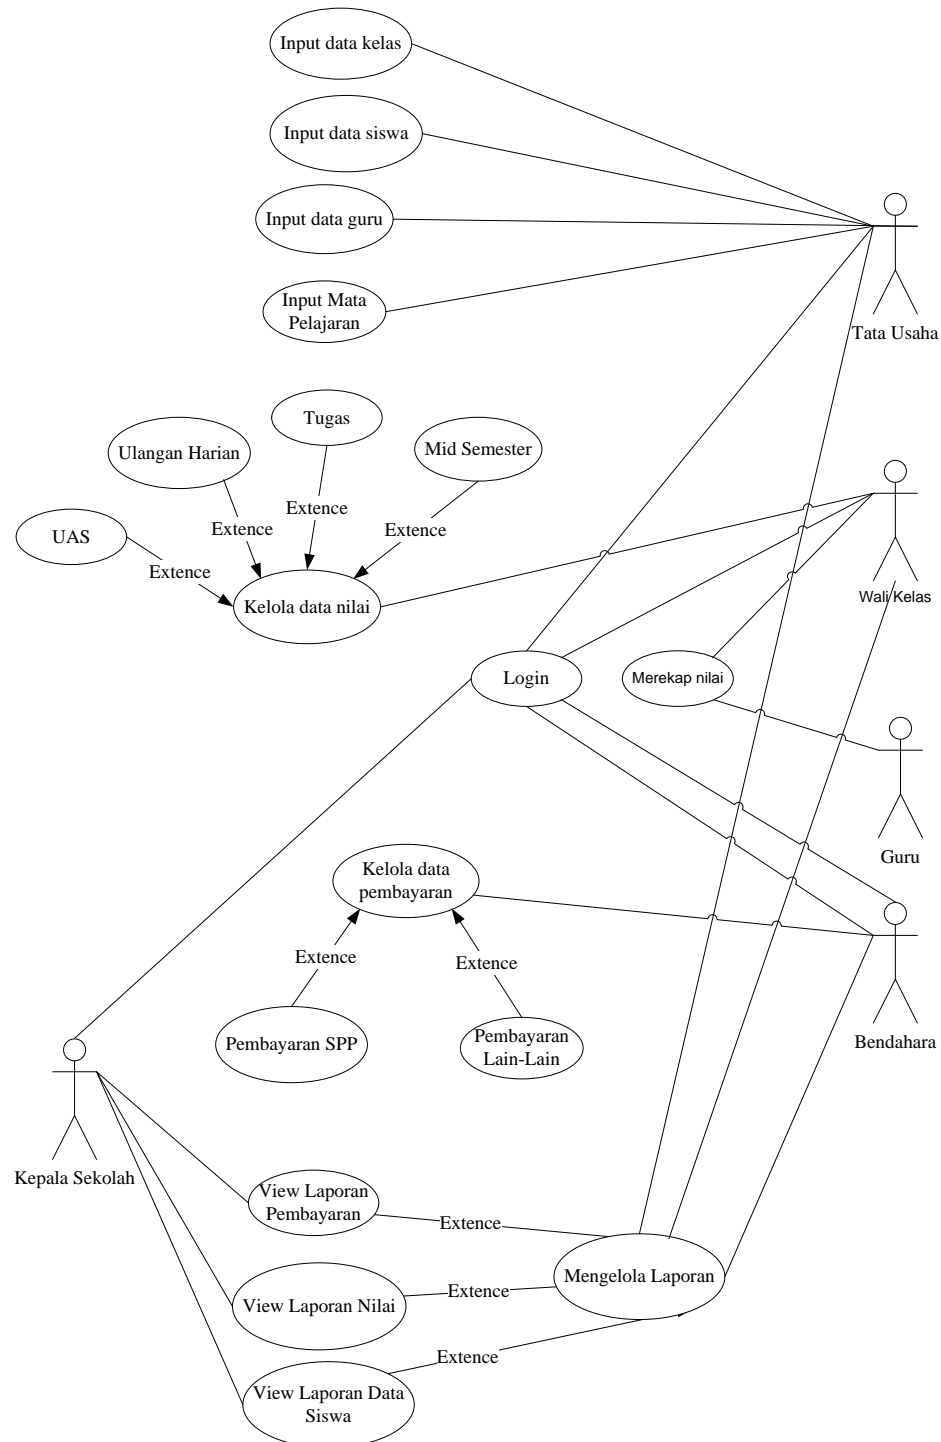 Input data kelas
Input data siswa
Input data guru
Input Mata
Pelajaran
Tata Usaha
Tugas
Ulangan Harian
Mid Semester
UAS
Extence
Extence
Extence
Extence
Kelola data nilai
Wali Kelas
Login
Merekap nilai
Guru
Kelola data
pembayaran
Extence
Extence
Pembayaran SPP
Pembayaran
Lain-Lain
Bendahara
Kepala Sekolah
View Laporan
Pembayaran
Extence
Mengelola Laporan
View Laporan Nilai
Extence
Extence
View Laporan Data
Siswa